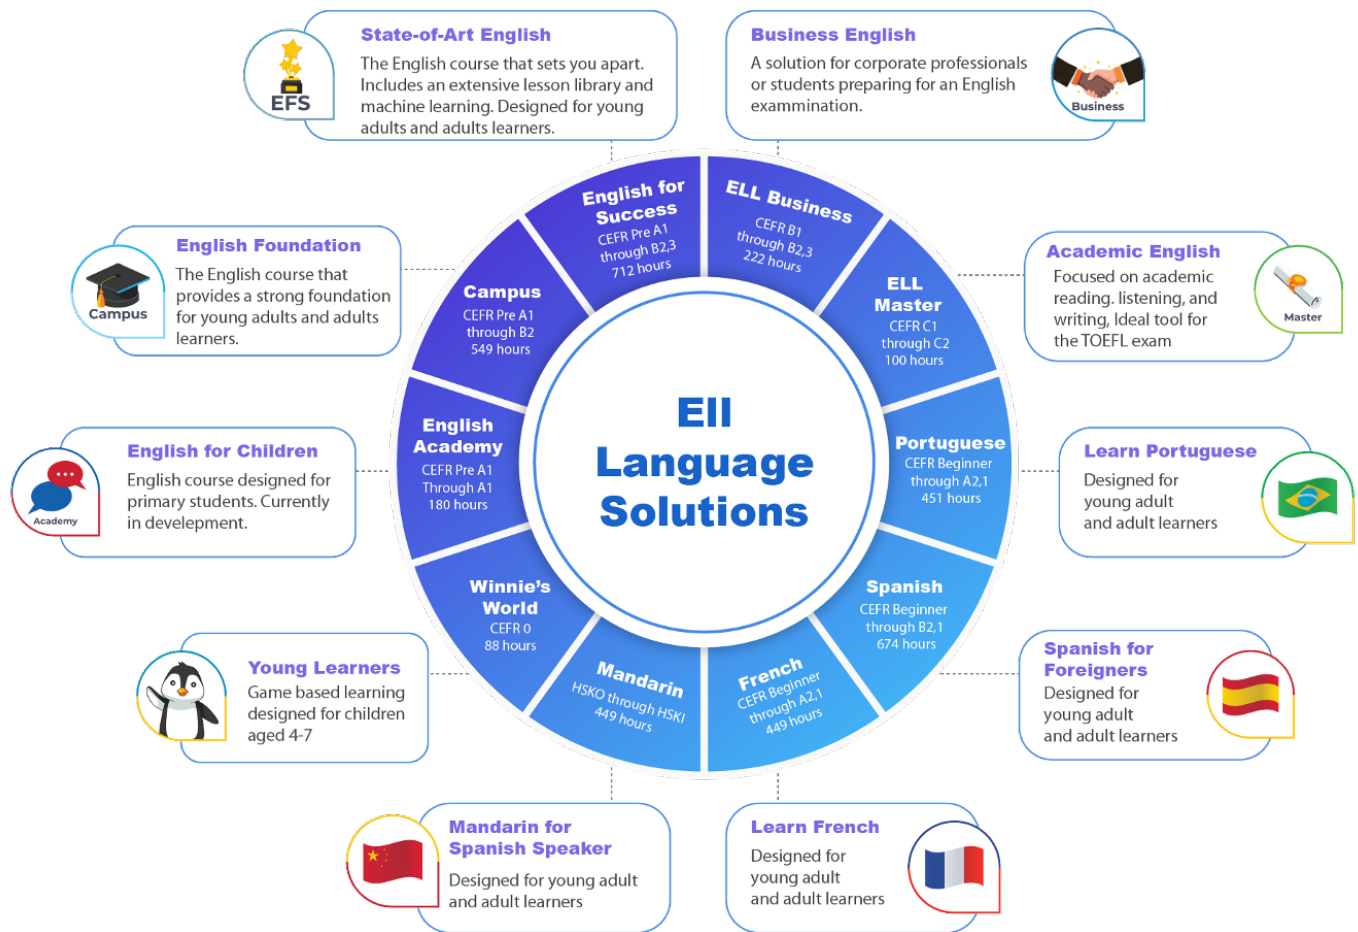 State-of-Art English
The English course that sets you apart.
Includes an extensive lesson library and
machine learning. Designed for young
adults and adults learners.
EFS
Business English
A solution for corporate professionals
or students preparing for an English
exammination.
Business
English Foundation
The English course that
provides a strong foundation
for young adults and adults
learners.
Campus
Academic English
Focused on academic
reading. listening, and
writing, Ideal tool for
the TOEFL exam
Master
English for Children
English course designed for
primary students. Currently
in develepment.
Academy
Learn Portuguese
Designed for
young adult
and adult learners
Young Learners
Game based learning
designed for children
aged 4-7
Spanish for
Foreigners
Designed for
young adult
and adult learners
Mandarin for
Spanish Speaker
Designed for young adult
and adult learners
Learn French
Designed for
young adult
and adult learners
English for
Success
CEFR Pre A1
through B2,3
712 hours
ELL Business
CEFR B1
through B2,3
222 hours
ELL
Master
CEFR C1
through C2
100 hours
Portuguese
CEFR Beginner
through A2,1
451 hours
Spanish
CEFR Beginner
through B2,1
674 hours
French
CEFR Beginner
through A2,1
449 hours
Mandarin
HSKO through HSKI
449 hours
Winnie's
World
CEFR 0
88 hours
English
Academy
CEFR Pre A1
Through A1
180 hours
Campus
CEFR Pre A1
through B2
549 hours
Ell
Language
Solutions